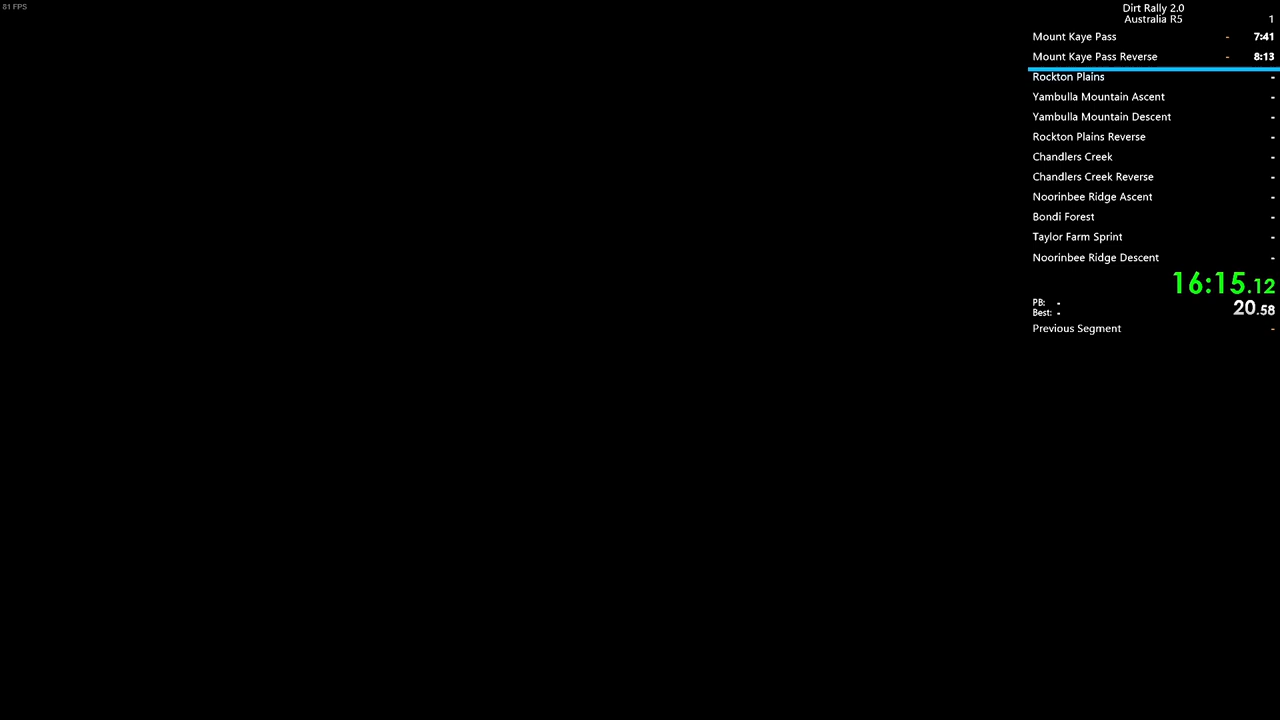 81 FPS
Dirt Rally 2.0
Australia R5 1
Mount Kaye Pass - 7:41
Mount Kaye Pass Reverse - 8:13
Rockton Plains -
Yambulla Mountain Ascent -
Yambulla Mountain Descent -
Rockton Plains Reverse -
Chandlers Creek -
Chandlers Creek Reverse -
Noorinbee Ridge Ascent -
Bondi Forest -
Taylor Farm Sprint -
Noorinbee Ridge Descent -
16:15.12
PB: -
20.58
Best: -
Previous Segment -